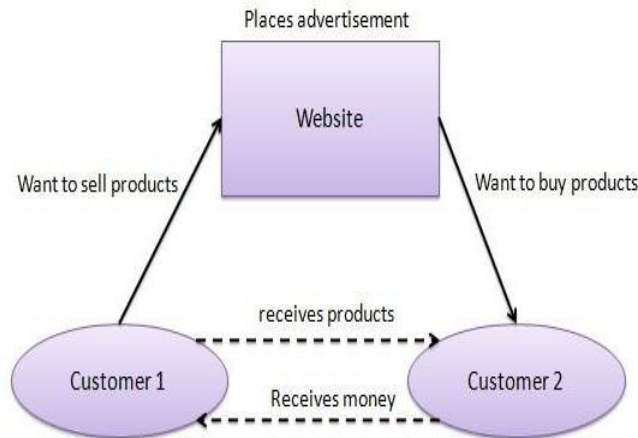 Places advertisement
Website
Want to sell products
Want to buy products
receives products
Customer 1
Customer 2
Receives money